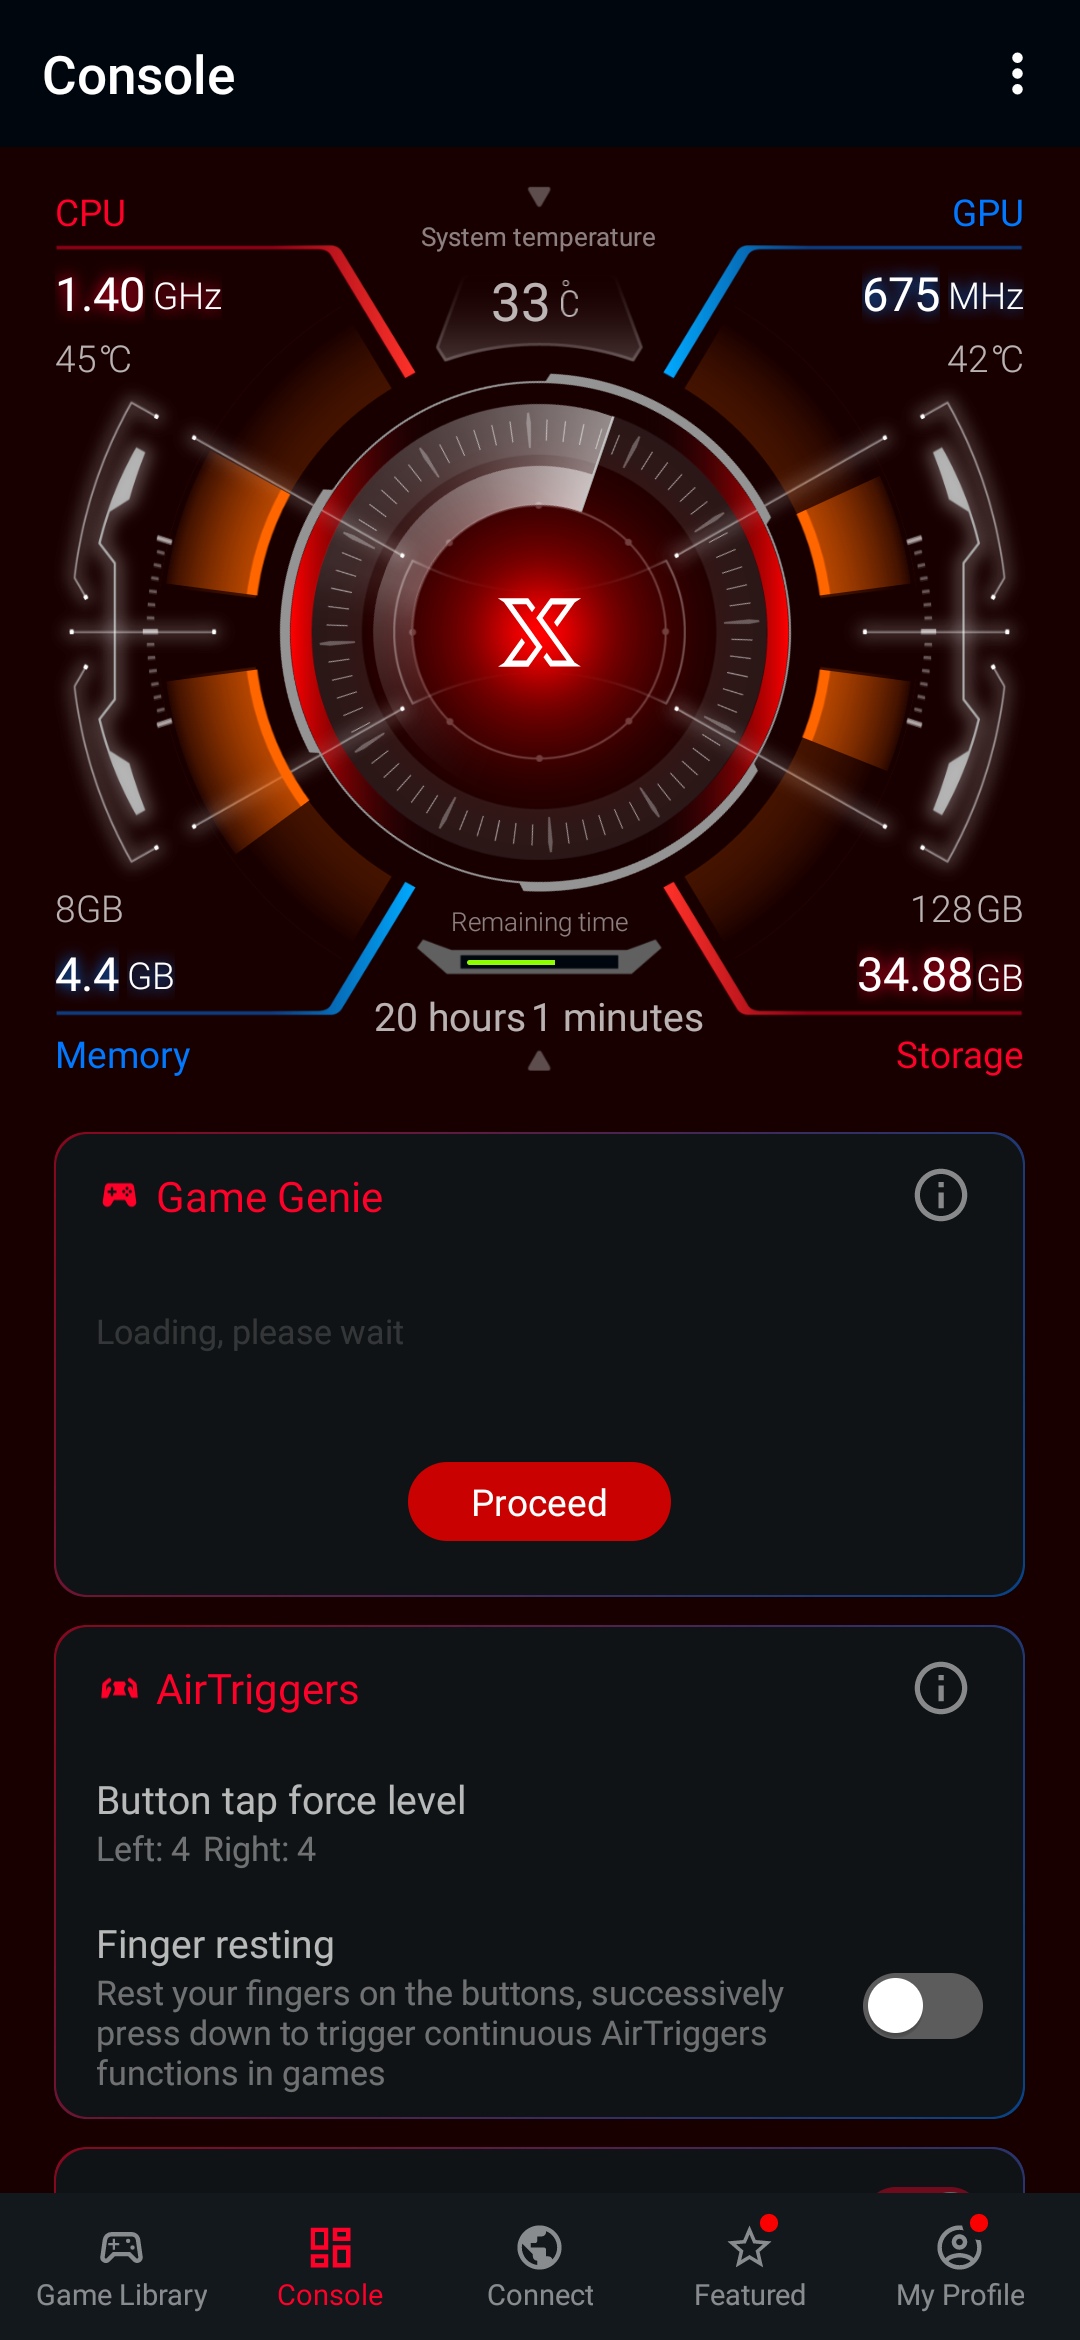 Console
CPU
1.40 GHz
45℃
System temperature
33 ℃
GPU
675 MHz
42℃
8GB
4.4 GB
Memory
Remaining time
20 hours 1 minutes
128GB
34.88GB
Storage
Game Genie
Loading, please wait
Proceed
AirTriggers
Button tap force level
Left: 4 Right: 4
Finger resting
Rest your fingers on the buttons, successively
press down to trigger continuous AirTriggers
functions in games
Game Library
Console
Connect
Featured
My Profile